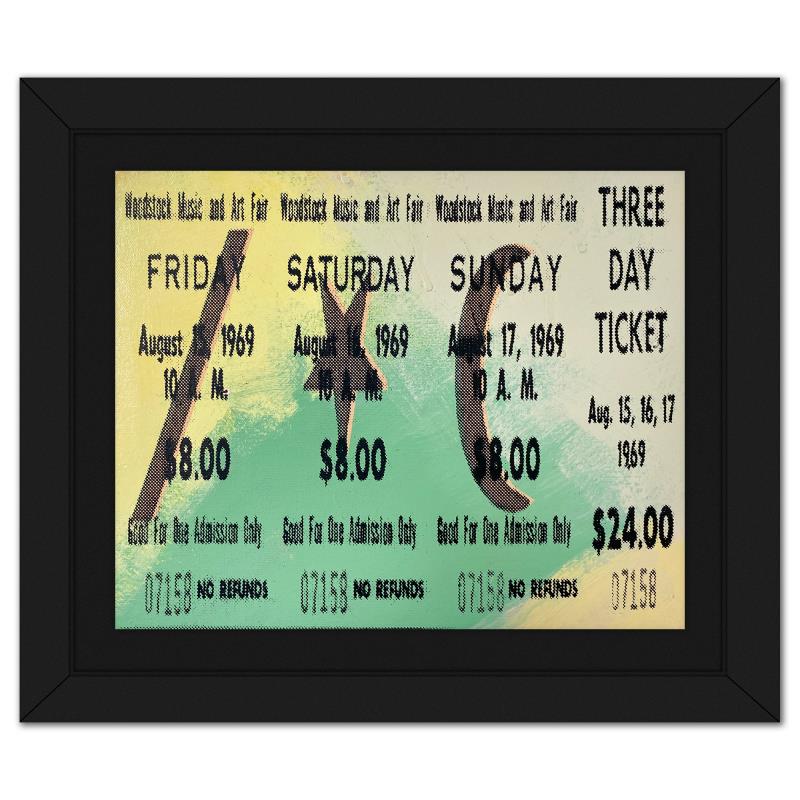 Woodstock Music and Art Fair
FRIDAY
August 15, 1969
10 A. M.
$8.00
Good For One Admission Only
07158 NO REFUNDS
Woodstock Music and Art Fair
SATURDAY
August 16, 1969
10 A. M.
$8.00
Good For One Admission Only
07158 NO REFUNDS
Woodstock Music and Art Fair
SUNDAY
August 17, 1969
10 A. M.
$8.00
Good For One Admission Only
07158 NO REFUNDS
THREE
DAY
TICKET
Aug. 15, 16, 17
1969
$24.00
07158